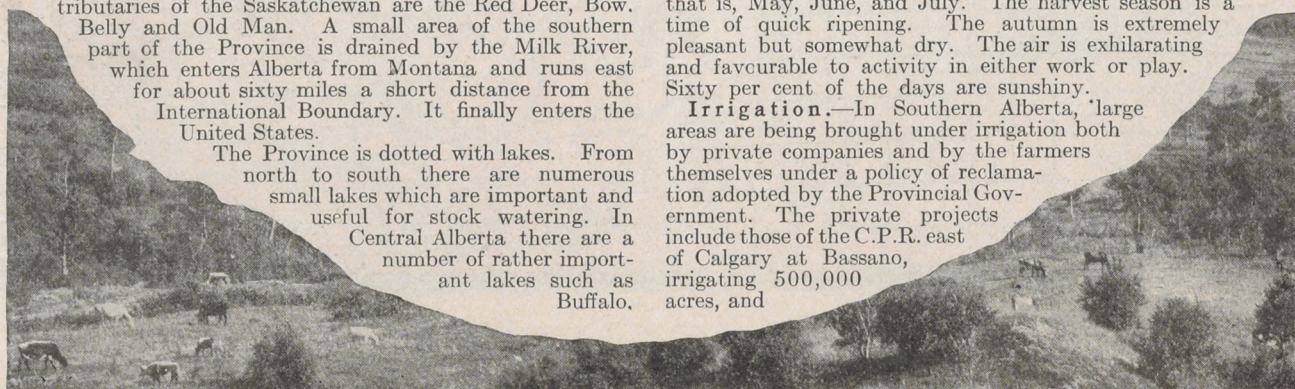 tributaries of the Saskatchewan are the Red Deer, Bow.
Belly and Old Man. A small area of the southern
part of the Province is drained by the Milk River,
which enters Alberta from Montana and runs east
for about sixty miles a short distance from the
International Boundary. It finally enters the
United States.
The Province is dotted with lakes. From
north to south there are numerous
small lakes which are important and
useful for stock watering. In
Central Alberta there are a
number of rather import-
ant lakes such as
Buffalo.
that is, May, June, and July. The harvest season is a
time of quick ripening. The autumn is extremely
pleasant but somewhat dry. The air is exhilarating
and favourable to activity in either work or play.
Sixty per cent of the days are sunshiny.
Irrigation.—In Southern Alberta, large
areas are being brought under irrigation both
by private companies and by the farmers
themselves under a policy of reclama-
tion adopted by the Provincial Gov-
ernment. The private projects
include those of the C.P.R. east
of Calgary at Bassano,
irrigating 500,000
acres, and